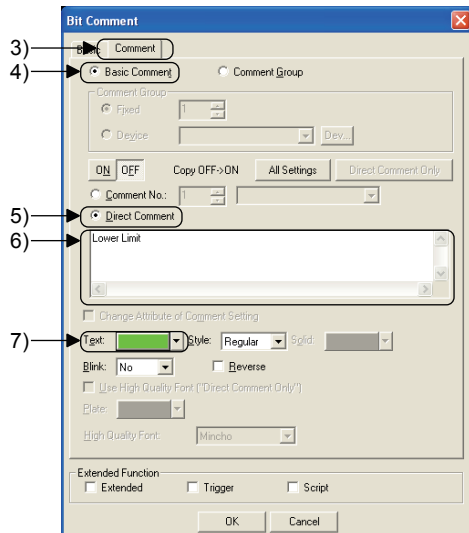 Bit Comment
3)
Basic Comment
4) Basic Comment Comment Group
Comment Group
Fixed 1
Device Dev...
ON OFF Copy OFF->ON All Settings Direct Comment Only
Comment No.: 1
5) Direct Comment
6) Lower Limit
Change Attribute of Comment Setting
7) Text: Style: Regular Solid:
Blink: No Reverse
Use High Quality Font ("Direct Comment Only")
Plate:
High Quality Font: Mincho
Extended Function
Extended Trigger Script
OK Cancel